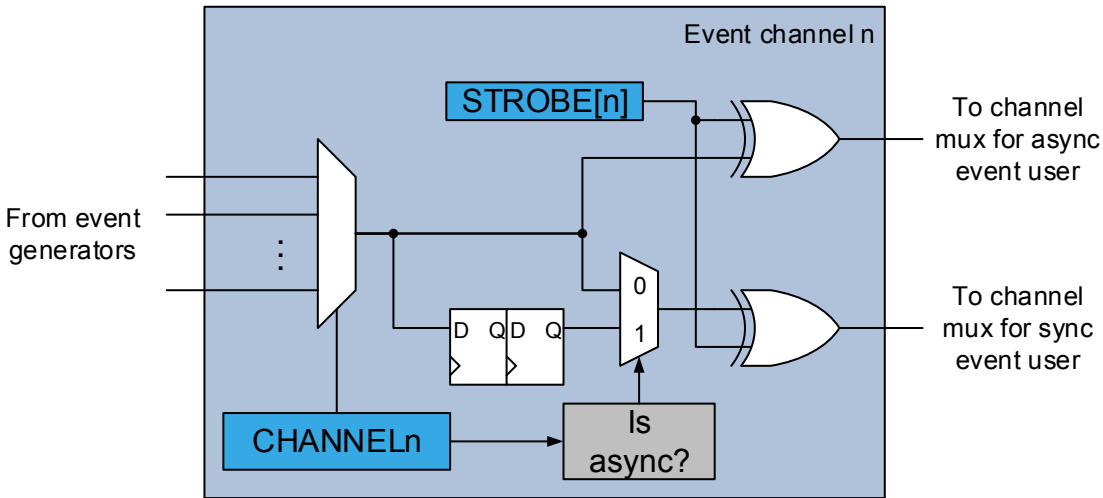 Event channel n
STROBE[n]
To channel
mux for async
event user
From event
generators
...
0
1
D Q D Q
To channel
mux for sync
event user
CHANNELn
Is
async?